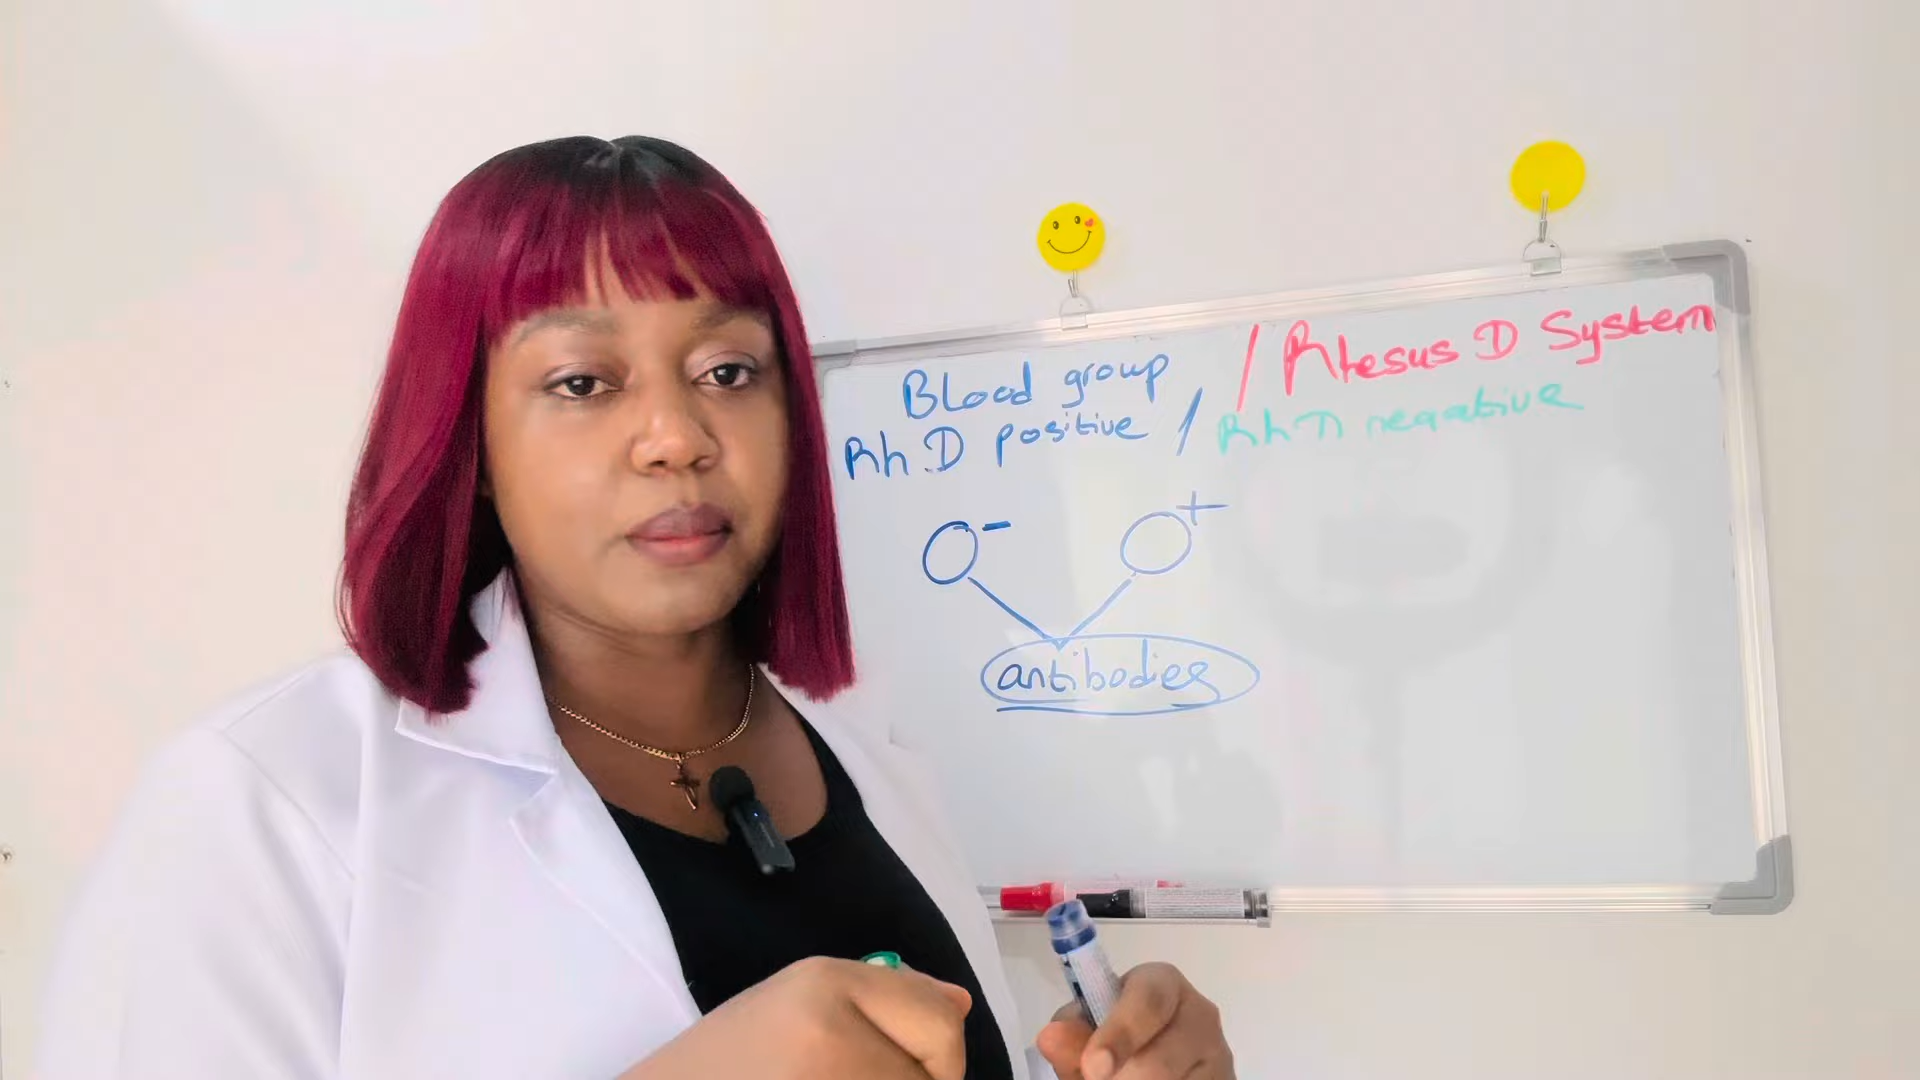 Blood group / Rhesus D System
Rh D positive / Rh D negative
O- O+
antibodies